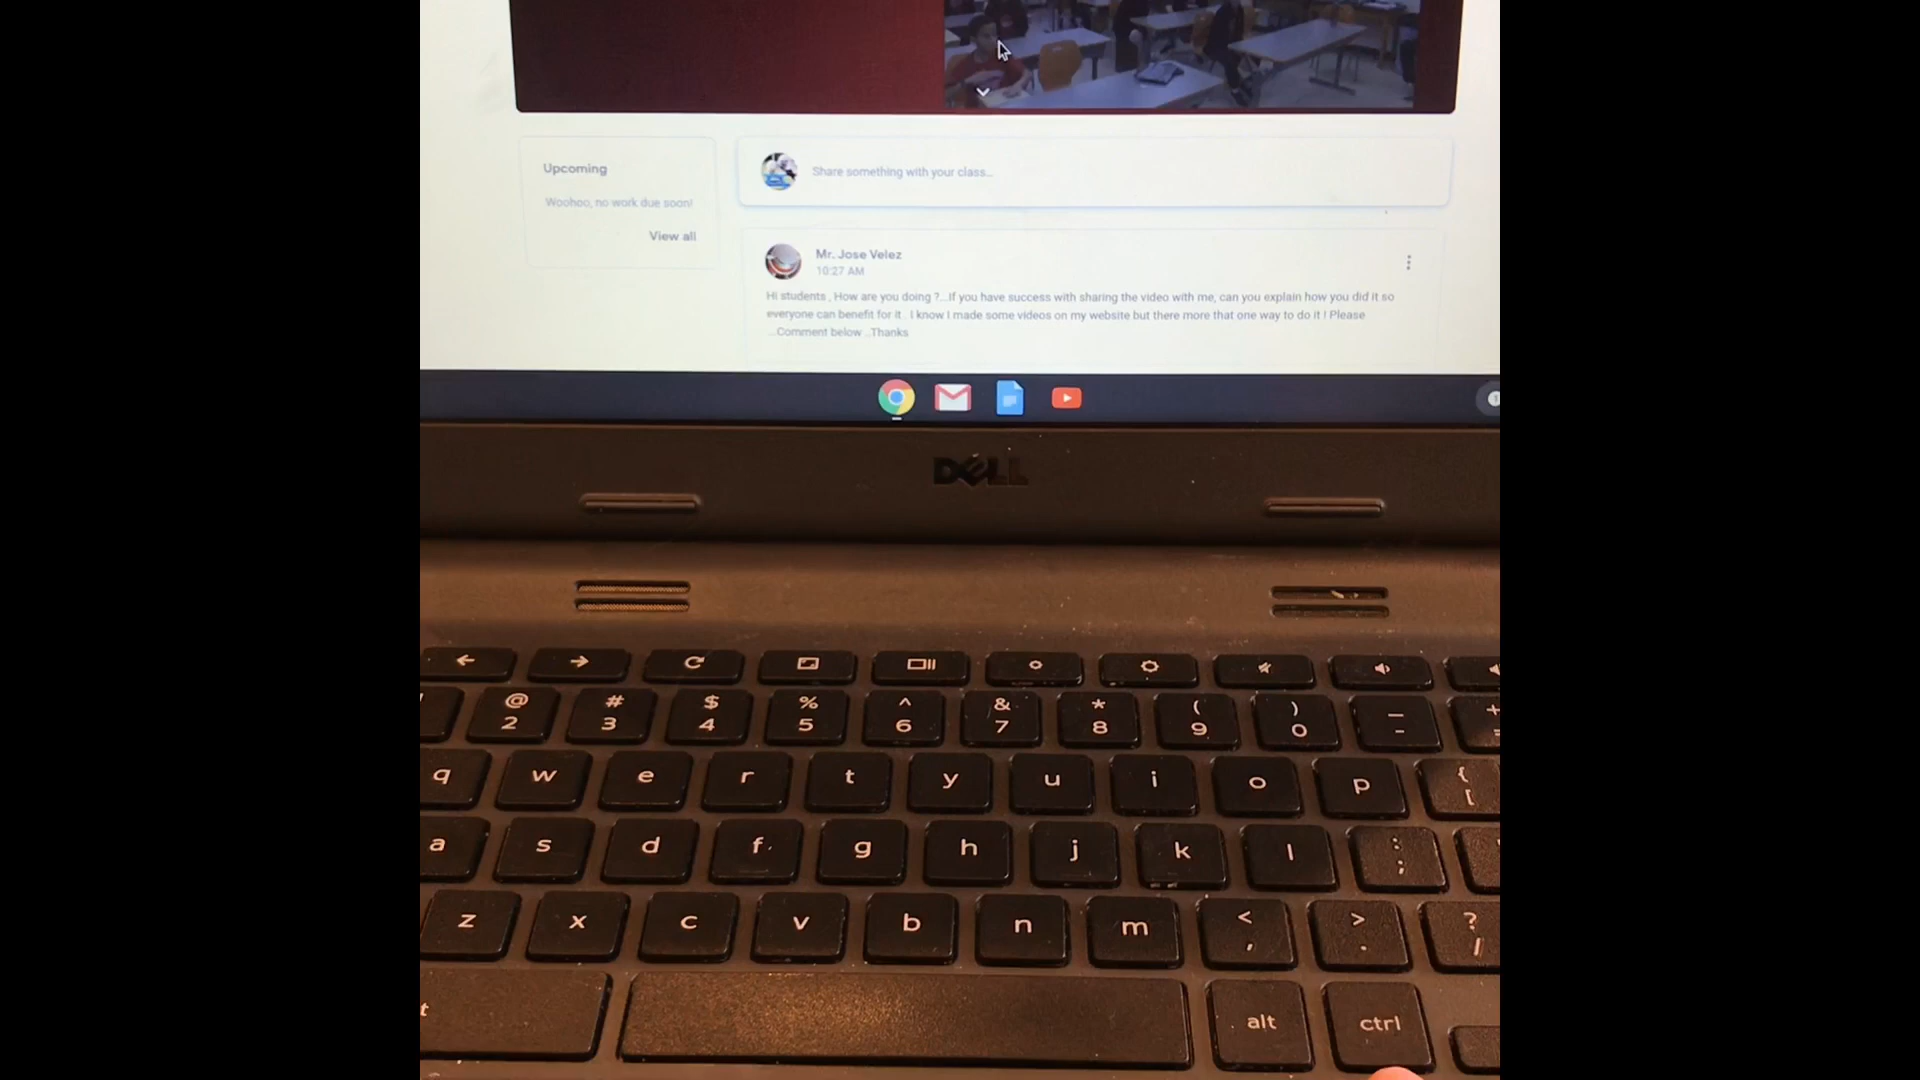 Upcoming
Woohoo, no work due soon!
View all
Share something with your class...
Mr. Jose Velez
10:27 AM
Hi students , How are you doing ?...If you have success with sharing the video with me, can you explain how you did it so
everyone can benefit for it . I know I made some videos on my website but there more that one way to do it ! Please
...Comment below ..Thanks
DELL
@ # $ % ^ & * ( ) _ +
2 3 4 5 6 7 8 9 0 - =
q w e r t y u i o p { [
a s d f g h j k l : ;
z x c v b n m < , > . ? /
t alt ctrl